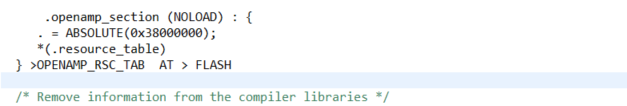 .openamp_section (NOLOAD) : {
. = ABSOLUTE(0x38000000);
*(.resource_table)
} >OPENAMP_RSC_TAB  AT > FLASH
/* Remove information from the compiler libraries */